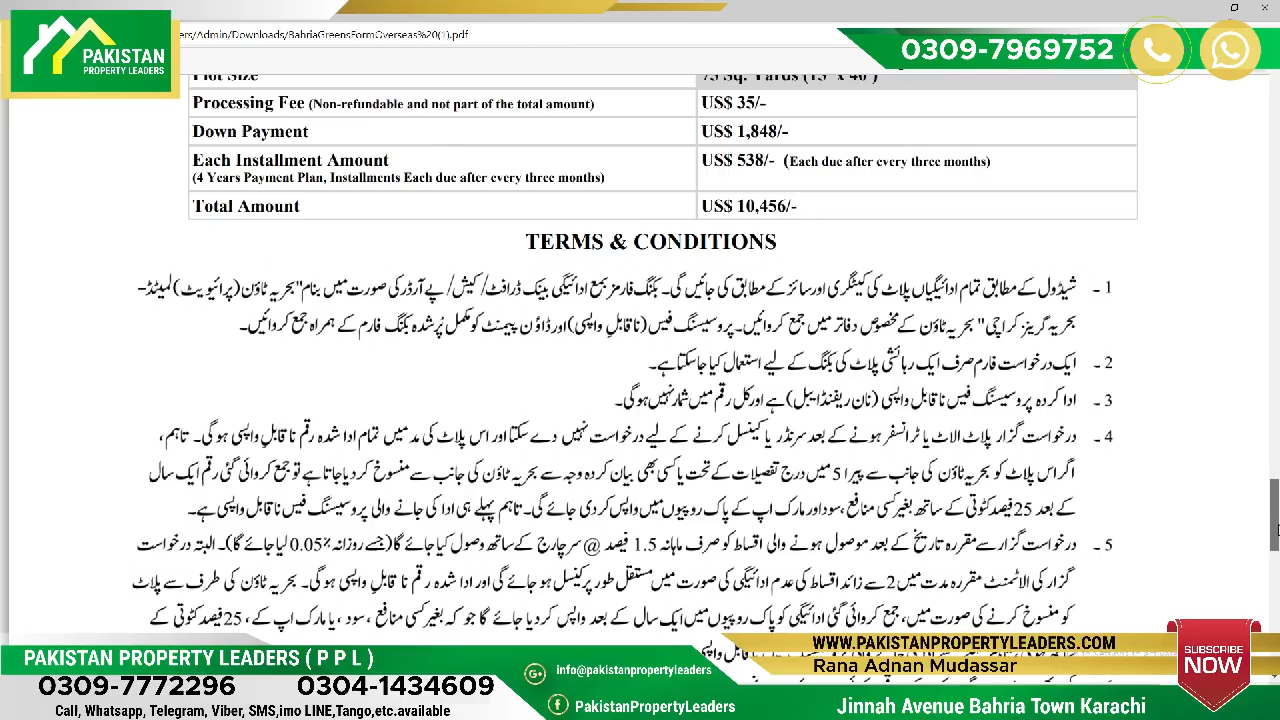 PAKISTAN
PROPERTY LEADERS
ers/Admin/Downloads/BahriaGreensFormOverseas%20(1).pdf
0309-7969752
Plot Size 75 Sq. Yards (15' x 40')
Processing Fee (Non-refundable and not part of the total amount) US$ 35/-
Down Payment US$ 1,848/-
Each Installment Amount US$ 538/- (Each due after every three months)
(4 Years Payment Plan, Installments Each due after every three months)
Total Amount US$ 10,456/-
TERMS & CONDITIONS
1 ۔ شیڈول کے مطابق تمام ادائیگیاں پلاٹ کی کیٹگری اور سائز کے مطابق کی جائیں گی۔ بکنگ فارمز بمع ادائیگی بینک ڈرافٹ/ کیش/ پے آرڈر کی صورت میں بنام "بحریہ ٹاؤن (پرائیویٹ) لمیٹڈ-
بحریہ گرینز کراچی" بحریہ ٹاؤن کے مخصوص دفاتر میں جمع کروائیں۔ پروسیسنگ فیس (ناقابل واپسی) اور ڈاؤن پیمنٹ کو مکمل پُر شدہ بکنگ فارم کے ہمراہ جمع کروائیں۔
2 ۔ ایک درخواست فارم صرف ایک رہائشی پلاٹ کی بکنگ کے لیے استعمال کیا جا سکتا ہے۔
3 ۔ ادا کردہ پروسیسنگ فیس ناقابل واپسی (نان ریفنڈ ایبل) ہے اور کل رقم میں شمار نہیں ہوگی۔
4 ۔ درخواست گزار پلاٹ الاٹ یا ٹرانسفر ہونے کے بعد سرنڈر یا کینسل کرنے کے لیے درخواست نہیں دے سکتا اور اس پلاٹ کی مد میں تمام ادا شدہ رقم ناقابل واپسی ہوگی۔ تاہم،
اگر اس پلاٹ کو بحریہ ٹاؤن کی جانب سے پیرا 5 میں درج تفصیلات کے تحت یا کسی بھی بیان کردہ وجہ سے بحریہ ٹاؤن کی جانب سے منسوخ کر دیا جاتا ہے تو جمع کروائی گئی رقم ایک سال
کے بعد 25 فیصد کٹوتی کے ساتھ بغیر کسی منافع، سود اور مارک اپ کے پاک روپیوں میں واپس کر دی جائے گی۔ تاہم پہلے ہی ادا کی جانے والی پروسیسنگ فیس ناقابل واپسی ہے۔
5 ۔ درخواست گزار سے مقررہ تاریخ کے بعد موصول ہونے والی اقساط کو صرف ماہانہ 1.5 فیصد @ سرچارج کے ساتھ وصول کیا جائے گا (جسے روزانہ 0.05% لیا جائے گا)۔ البتہ درخواست
گزار کی الاٹمنٹ مقررہ مدت میں 2 سے زائد اقساط کی عدم ادائیگی کی صورت میں مستقل طور پر کینسل ہو جائے گی اور ادا شدہ رقم ناقابل واپسی ہوگی۔ بحریہ ٹاؤن کی طرف سے پلاٹ
کو منسوخ کرنے کی صورت میں، جمع کروائی گئی ادائیگی کو پاک روپیوں میں ایک سال کے بعد واپس کر دیا جائے گا جو کہ بغیر کسی منافع، سود، یا مارک اپ کے، 25 فیصد کٹوتی کے
PAKISTAN PROPERTY LEADERS ( P P L )
0309-7772296 0304-1434609
Call, Whatsapp, Telegram, Viber, SMS,imo LINE,Tango,etc.available
info@pakistanpropertyleaders
PakistanPropertyLeaders
WWW.PAKISTANPROPERTYLEADERS.COM
Rana Adnan Mudassar
Jinnah Avenue Bahria Town Karachi
SUBSCRIBE
NOW